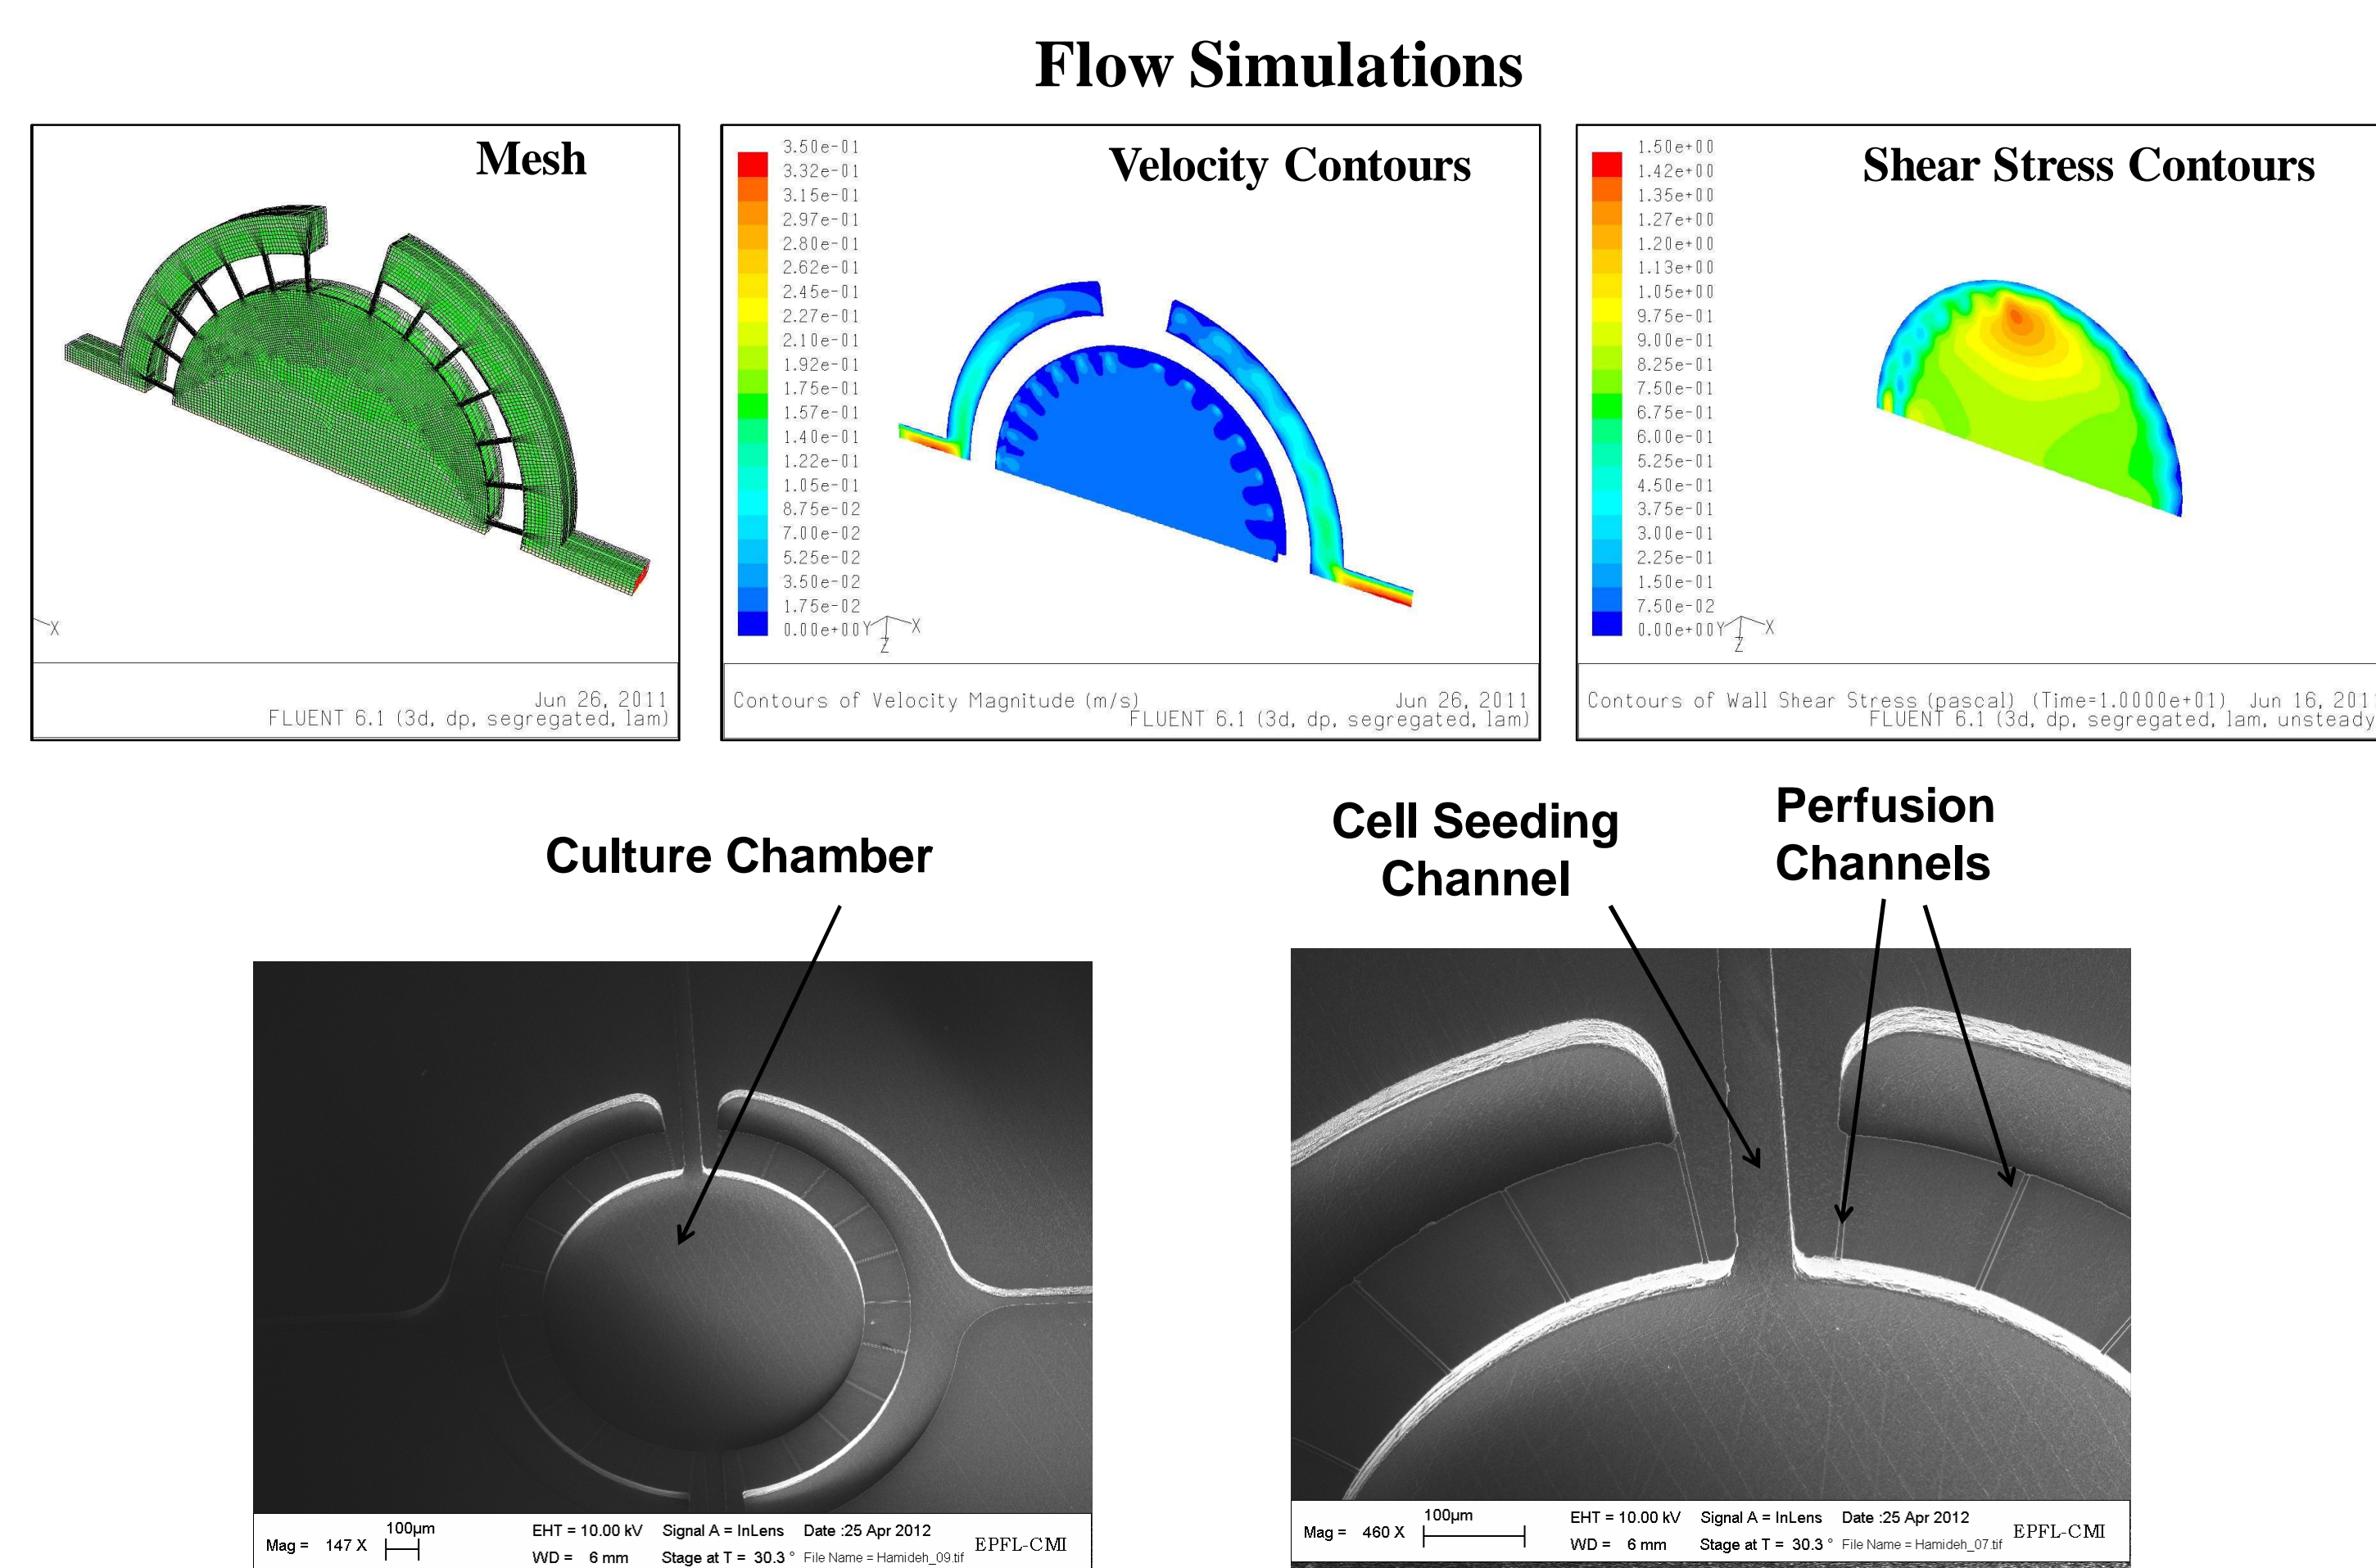 Flow Simulations
Mesh
X
Jun 26, 2011
FLUENT 6.1 (3d, dp, segregated, lam)
Velocity Contours
3.50e-01
3.32e-01
3.15e-01
2.97e-01
2.80e-01
2.62e-01
2.45e-01
2.27e-01
2.10e-01
1.92e-01
1.75e-01
1.57e-01
1.40e-01
1.22e-01
1.05e-01
8.75e-02
7.00e-02
5.25e-02
3.50e-02
1.75e-02
0.00e+00
Y X
Z
Contours of Velocity Magnitude (m/s) Jun 26, 2011
FLUENT 6.1 (3d, dp, segregated, lam)
Shear Stress Contours
1.50e+00
1.42e+00
1.35e+00
1.27e+00
1.20e+00
1.13e+00
1.05e+00
9.75e-01
9.00e-01
8.25e-01
7.50e-01
6.75e-01
6.00e-01
5.25e-01
4.50e-01
3.75e-01
3.00e-01
2.25e-01
1.50e-01
7.50e-02
0.00e+00
Y X
Z
Contours of Wall Shear Stress (pascal) (Time=1.0000e+01) Jun 16, 201
FLUENT 6.1 (3d, dp, segregated, lam, unsteady
Culture Chamber
Cell Seeding
Channel
Perfusion
Channels
Mag = 147 X 100µm EHT = 10.00 kV Signal A = InLens Date :25 Apr 2012 EPFL-CMI
WD = 6 mm Stage at T = 30.3 ° File Name = Hamideh_09.tif
Mag = 460 X 100µm EHT = 10.00 kV Signal A = InLens Date :25 Apr 2012 EPFL-CMI
WD = 6 mm Stage at T = 30.3 ° File Name = Hamideh_07.tif